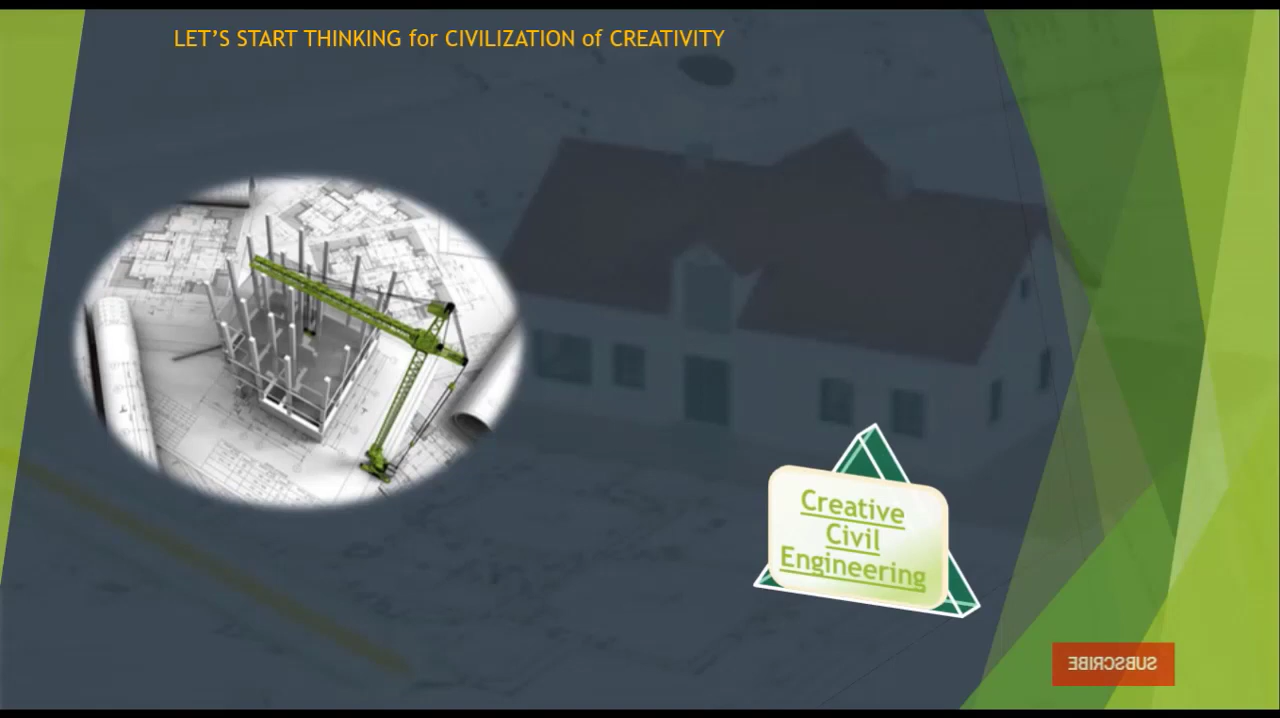 LET’S START THINKING for CIVILIZATION of CREATIVITY
Creative
Civil
Engineering
SUBSCRIBE